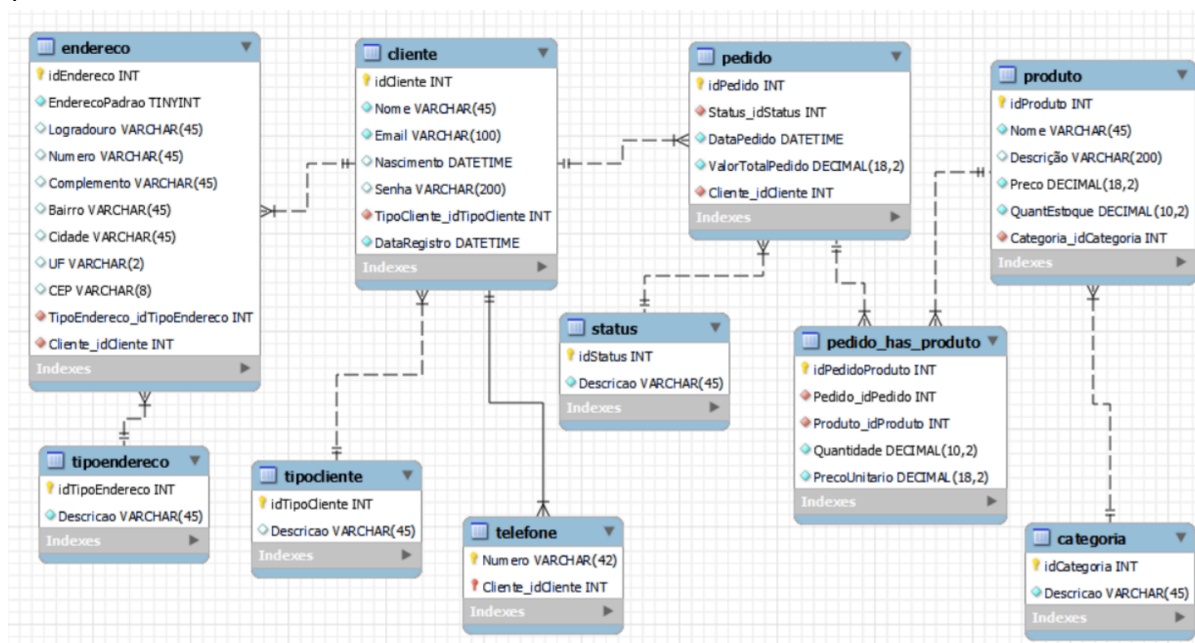 endereco
idEndereco INT
EnderecoPadrao TINYINT
Logradouro VARCHAR(45)
Numero VARCHAR(45)
Complemento VARCHAR(45)
Bairro VARCHAR(45)
Cidade VARCHAR(45)
UF VARCHAR(2)
CEP VARCHAR(8)
TipoEndereco_idTipoEndereco INT
Cliente_idCliente INT
Indexes
cliente
idCliente INT
Nome VARCHAR(45)
Email VARCHAR(100)
Nascimento DATETIME
Senha VARCHAR(200)
TipoCliente_idTipoCliente INT
DataRegistro DATETIME
Indexes
pedido
idPedido INT
Status_idStatus INT
DataPedido DATETIME
ValorTotalPedido DECIMAL(18,2)
Cliente_idCliente INT
Indexes
produto
idProduto INT
Nome VARCHAR(45)
Descrição VARCHAR(200)
Preco DECIMAL(18,2)
QuantEstoque DECIMAL(10,2)
Categoria_idCategoria INT
Indexes
status
idStatus INT
Descricao VARCHAR(45)
Indexes
pedido_has_produto
idPedidoProduto INT
Pedido_idPedido INT
Produto_idProduto INT
Quantidade DECIMAL(10,2)
PrecoUnitario DECIMAL(18,2)
Indexes
tipoendereco
idTipoEndereco INT
Descricao VARCHAR(45)
Indexes
tipocliente
idTipoCliente INT
Descricao VARCHAR(45)
Indexes
telefone
Numero VARCHAR(42)
Cliente_idCliente INT
Indexes
categoria
idCategoria INT
Descricao VARCHAR(45)
Indexes